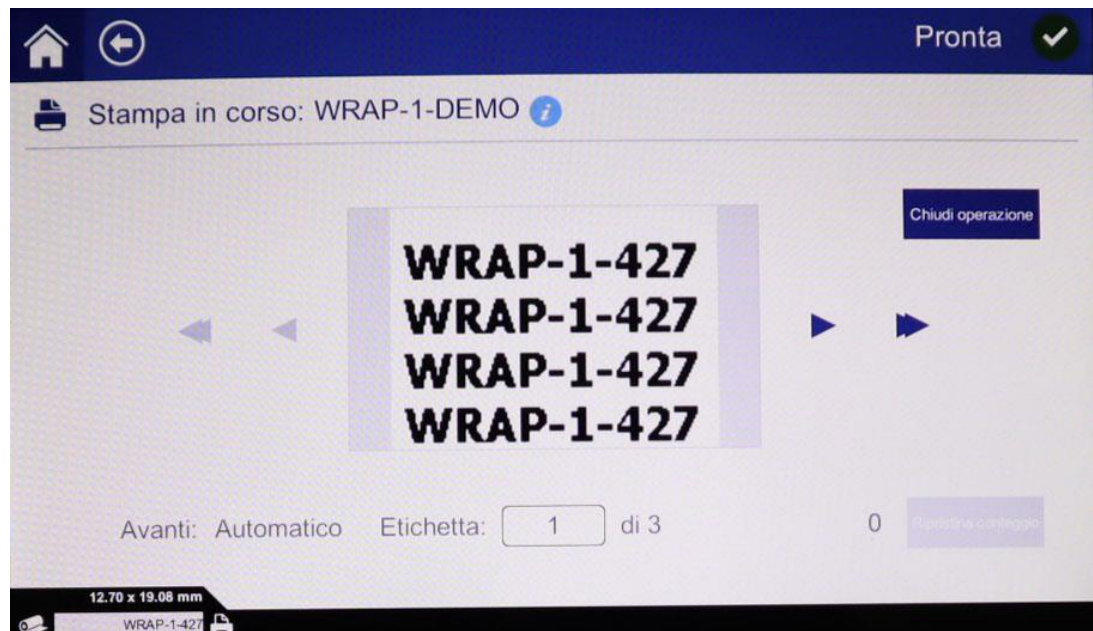 Pronta
Stampa in corso: WRAP-1-DEMO
Chiudi operazione
WRAP-1-427
WRAP-1-427
WRAP-1-427
WRAP-1-427
Avanti: Automatico Etichetta: 1 di 3 0 Ripristina conteggio
12.70 x 19.08 mm
WRAP-1-427